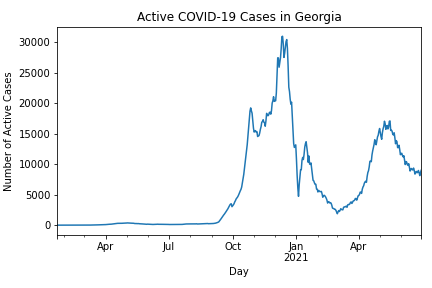 Active COVID-19 Cases in Georgia
Number of Active Cases
30000
25000
20000
15000
10000
5000
0
Apr Jul Oct Jan Apr
2021
Day